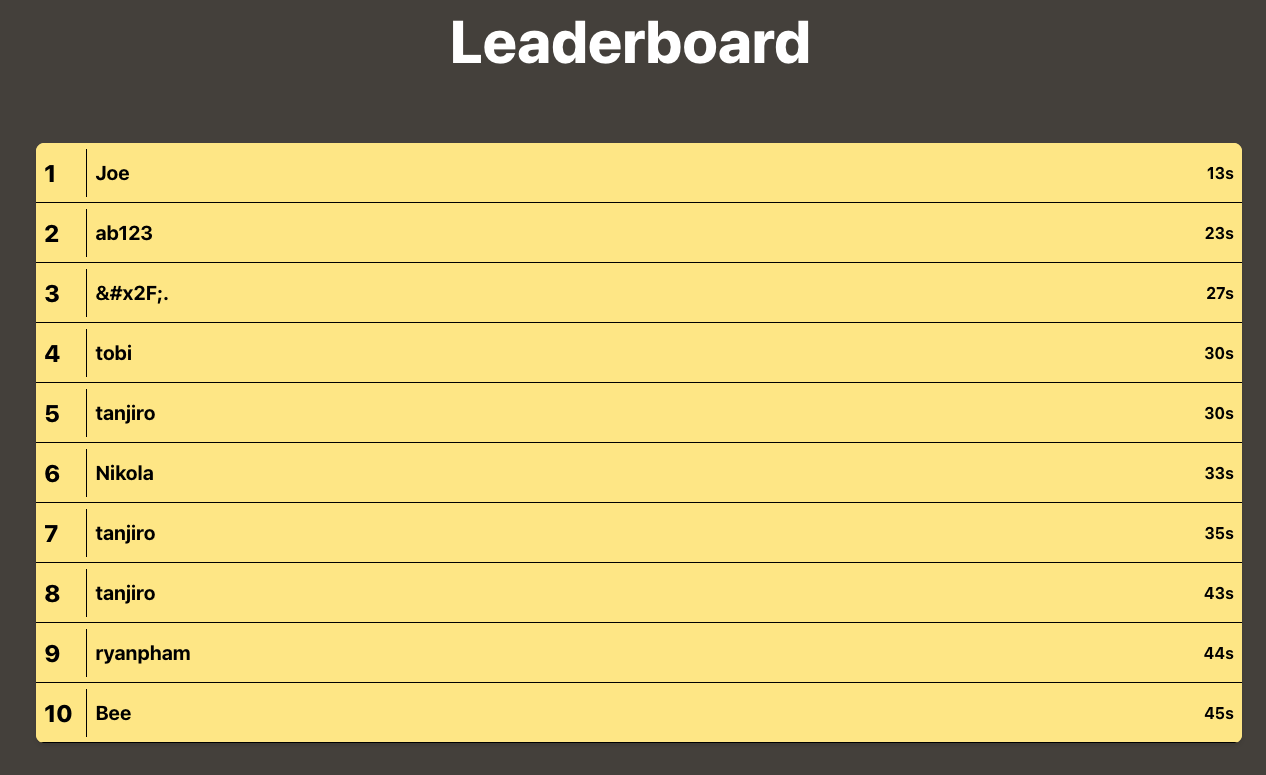 Leaderboard
1 Joe 13s
2 ab123 23s
3 &#x2F;. 27s
4 tobi 30s
5 tanjiro 30s
6 Nikola 33s
7 tanjiro 35s
8 tanjiro 43s
9 ryanpham 44s
10 Bee 45s